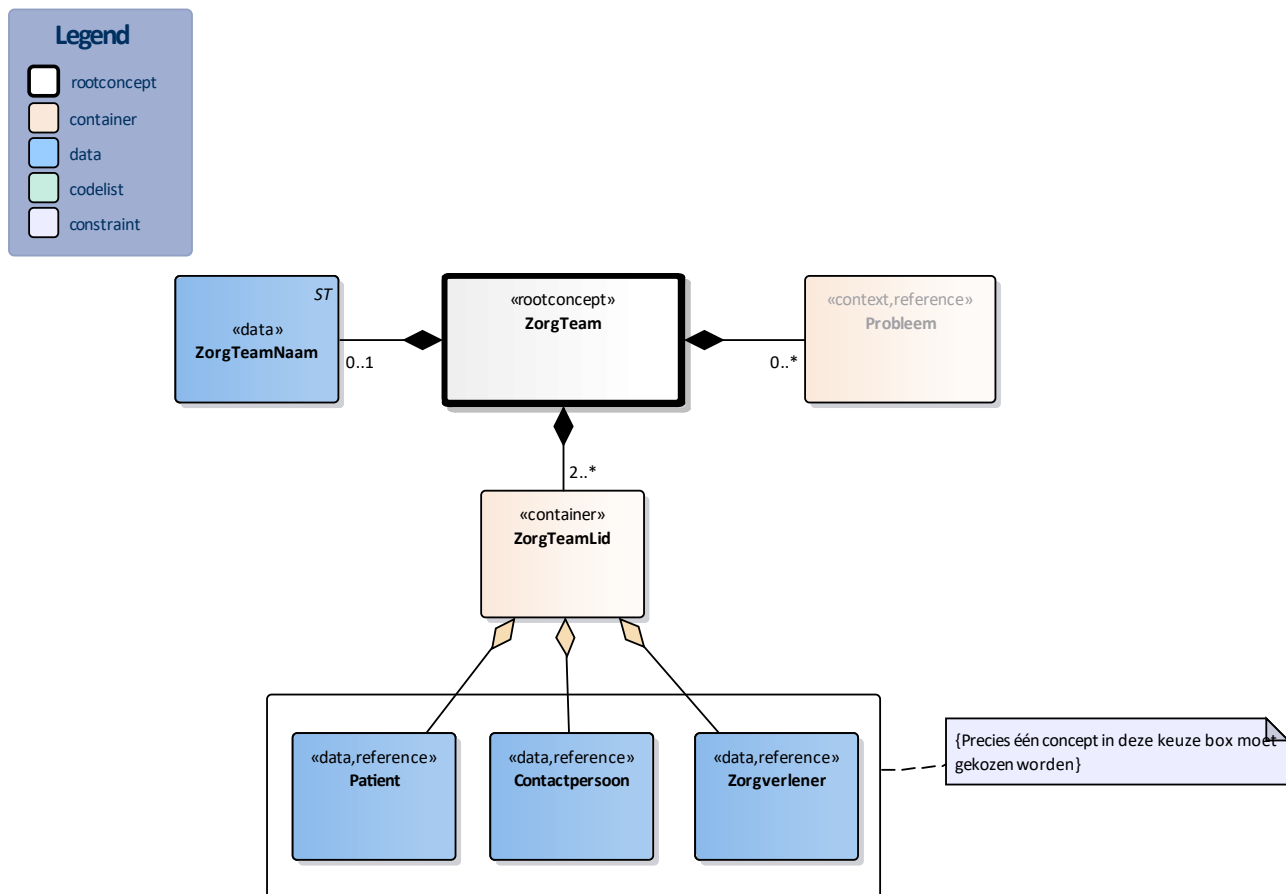 Legend
rootconcept
container
data
codelist
constraint
ST
«data»
ZorgTeamNaam
0..1
«rootconcept»
ZorgTeam
«context,reference»
Probleem
0..*
2..*
«container»
ZorgTeamLid
«data,reference»
Patient
«data,reference»
Contactpersoon
«data,reference»
Zorgverlener
{Precies één concept in deze keuze box moet
gekozen worden}